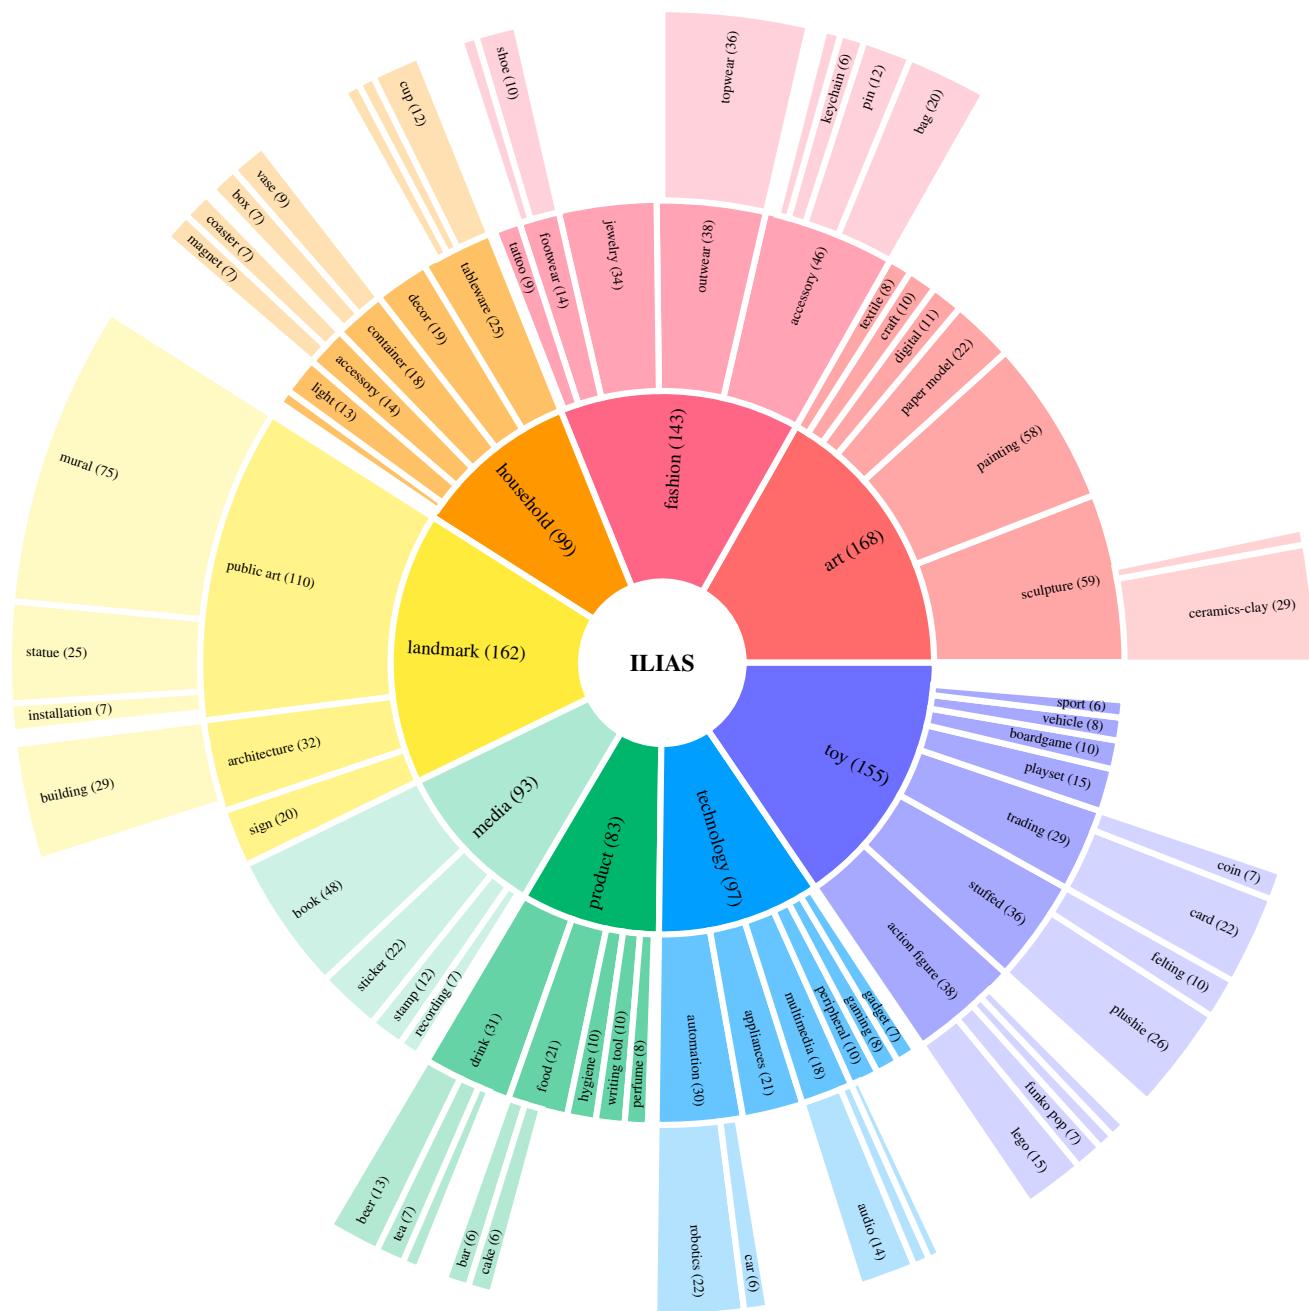 ILIAS
art (168)
sculpture (59)
ceramics-clay (29)
painting (58)
paper model (22)
digital (11)
craft (10)
textile (8)
fashion (143)
accessory (46)
bag (20)
pin (12)
keychain (6)
outwear (38)
topwear (36)
jewelry (34)
footwear (14)
shoe (10)
tattoo (9)
household (99)
tableware (25)
cup (12)
decor (19)
container (18)
vase (9)
box (7)
accessory (14)
coaster (7)
magnet (7)
light (13)
landmark (162)
public art (110)
mural (75)
statue (25)
installation (7)
architecture (32)
building (29)
sign (20)
media (93)
book (48)
sticker (22)
stamp (12)
recording (7)
product (83)
drink (31)
beer (13)
tea (7)
food (21)
bar (6)
cake (6)
hygiene (10)
writing tool (10)
perfume (8)
technology (97)
automation (30)
robotics (22)
car (6)
appliances (21)
multimedia (18)
audio (14)
peripheral (10)
gaming (8)
gadget (7)
toy (155)
action figure (38)
lego (15)
funko pop (7)
stuffed (36)
plushie (26)
felting (10)
trading (29)
card (22)
coin (7)
playset (15)
boardgame (10)
vehicle (8)
sport (6)